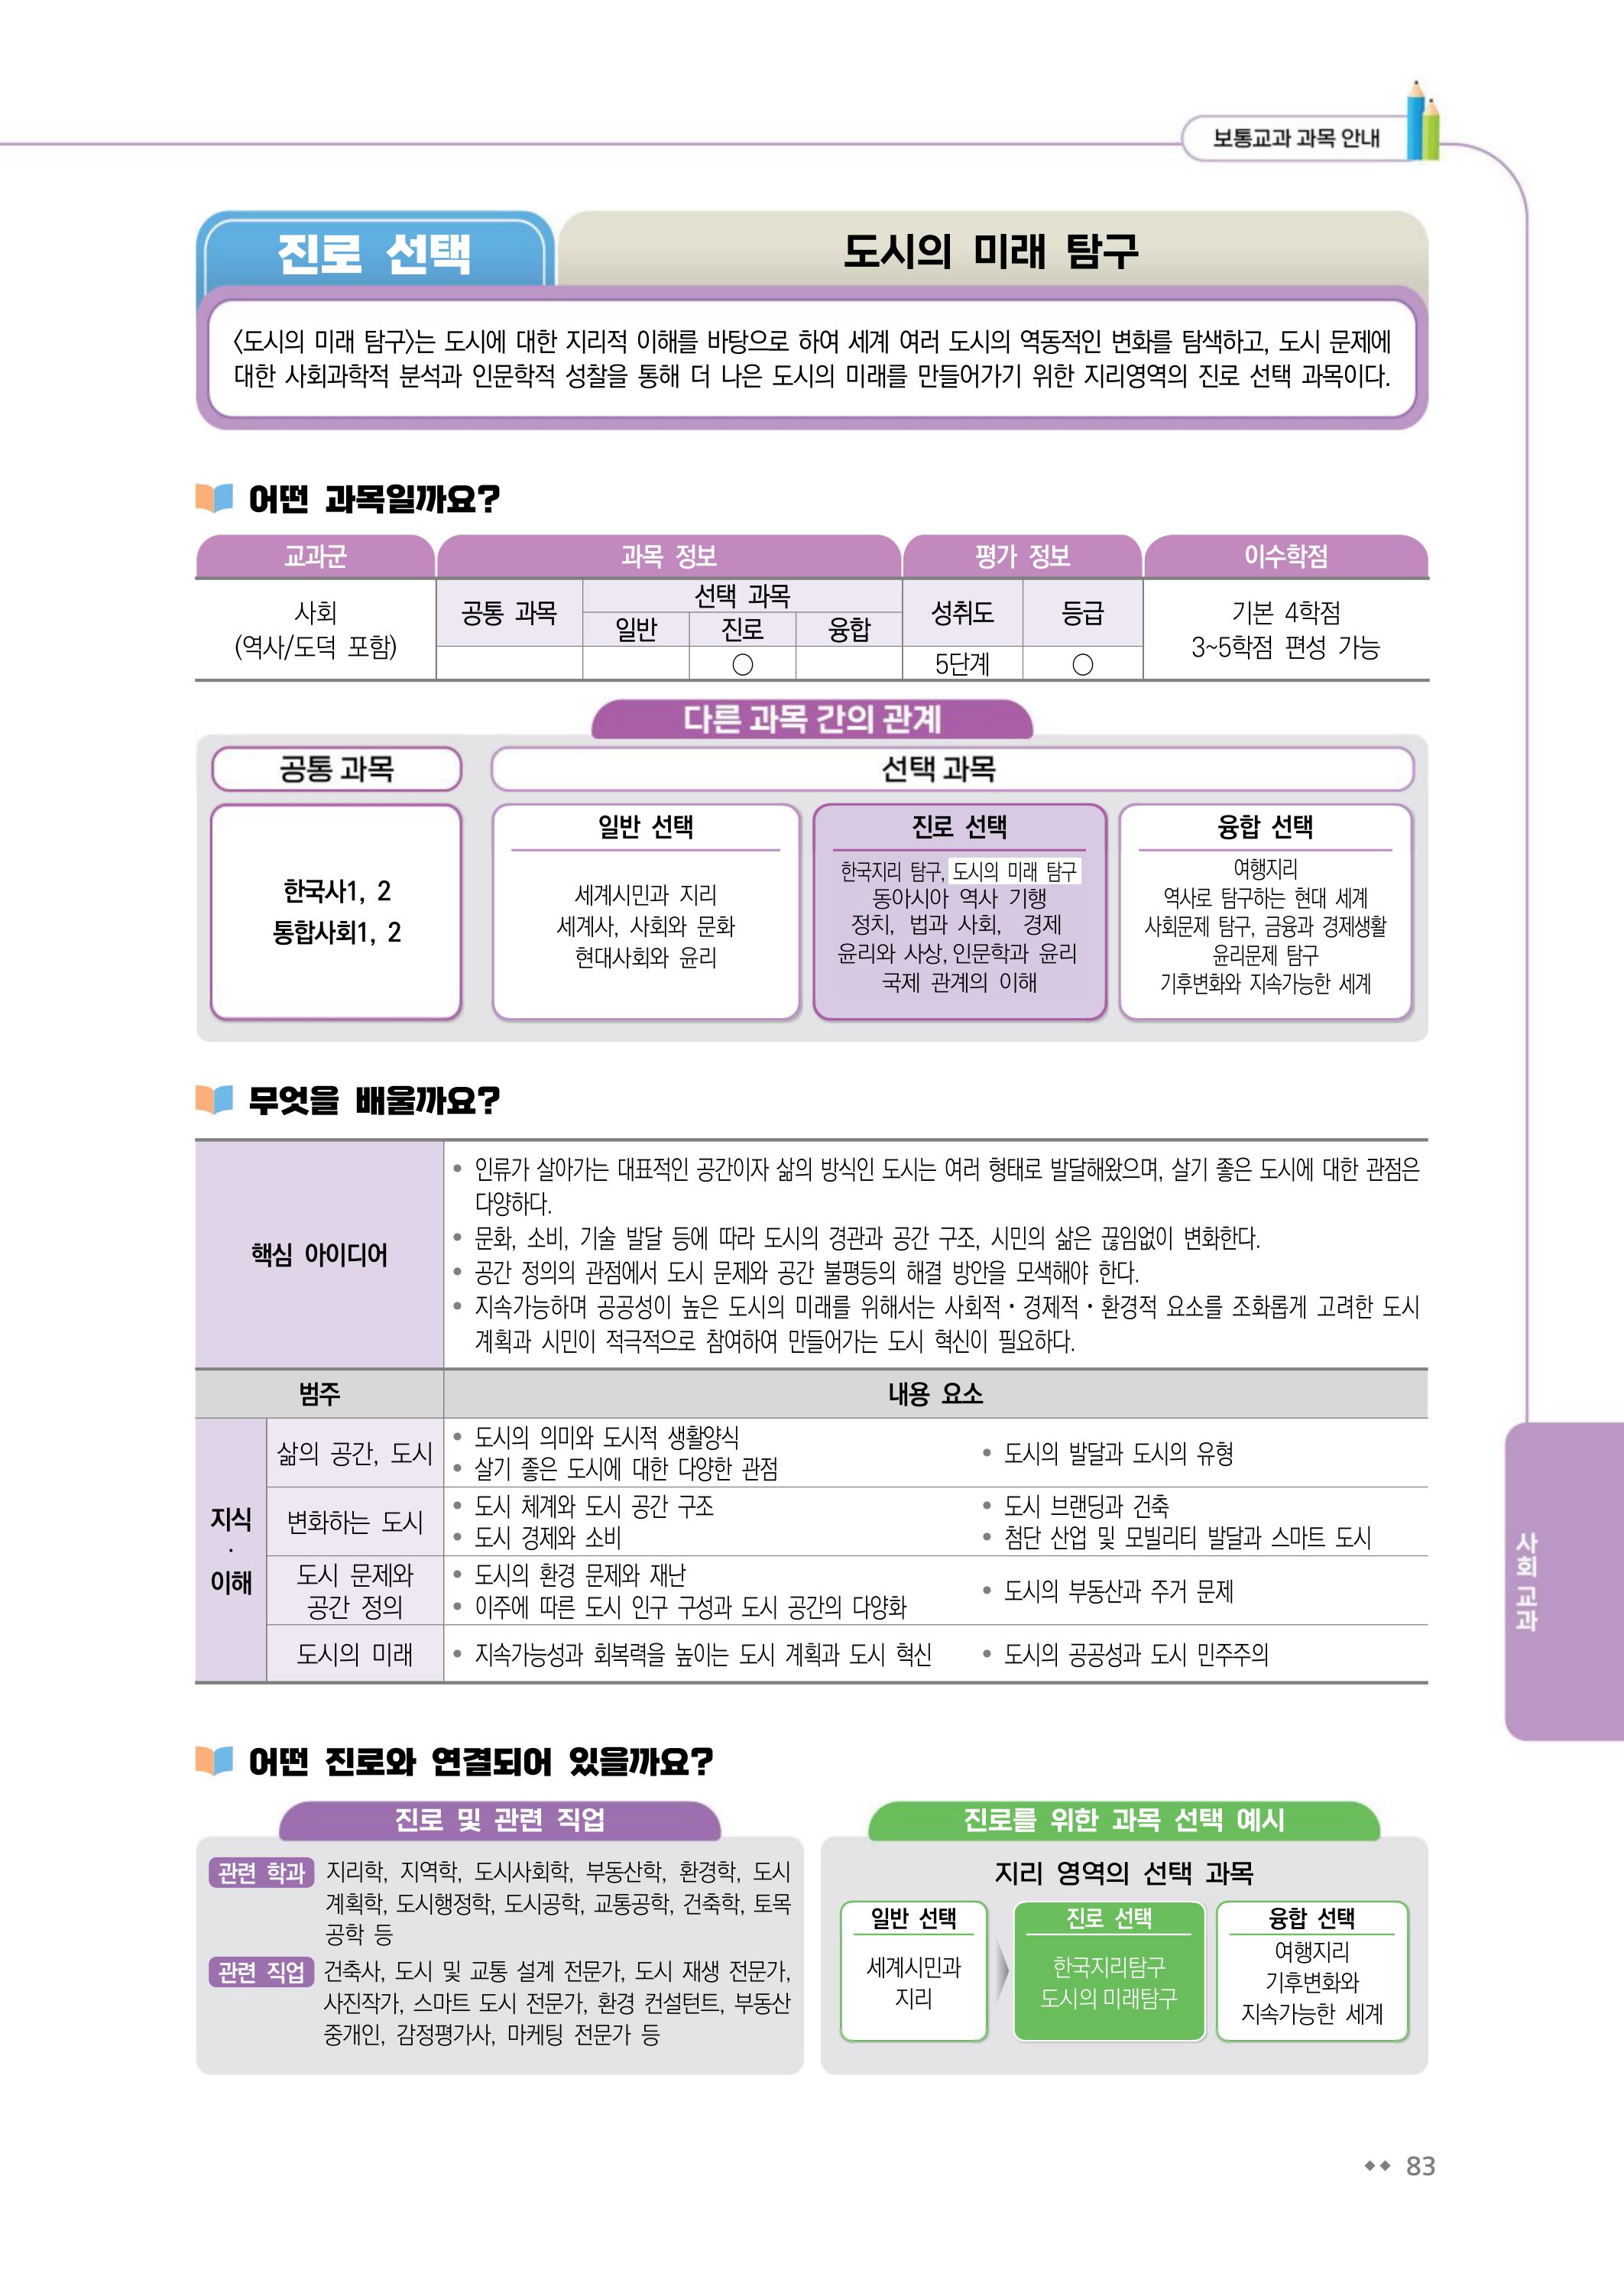 보통교과 과목 안내
진로 선택
도시의 미래 탐구
〈도시의 미래 탐구〉는 도시에 대한 지리적 이해를 바탕으로 하여 세계 여러 도시의 역동적인 변화를 탐색하고, 도시 문제에
대한 사회과학적 분석과 인문학적 성찰을 통해 더 나은 도시의 미래를 만들어가기 위한 지리영역의 진로 선택 과목이다.
어떤 과목일까요?
교과군 과목 정보 평가 정보 이수학점
사회
(역사/도덕 포함)
공통 과목
선택 과목
일반 진로 융합
○
성취도 등급
5단계 ○
기본 4학점
3~5학점 편성 가능
다른 과목 간의 관계
공통 과목
선택 과목
한국사1, 2
통합사회1, 2
일반 선택
세계시민과 지리
세계사, 사회와 문화
현대사회와 윤리
진로 선택
한국지리 탐구, 도시의 미래 탐구
동아시아 역사 기행
정치, 법과 사회, 경제
윤리와 사상, 인문학과 윤리
국제 관계의 이해
융합 선택
여행지리
역사로 탐구하는 현대 세계
사회문제 탐구, 금융과 경제생활
윤리문제 탐구
기후변화와 지속가능한 세계
무엇을 배울까요?
핵심 아이디어
• 인류가 살아가는 대표적인 공간이자 삶의 방식인 도시는 여러 형태로 발달해왔으며, 살기 좋은 도시에 대한 관점은
다양하다.
• 문화, 소비, 기술 발달 등에 따라 도시의 경관과 공간 구조, 시민의 삶은 끊임없이 변화한다.
• 공간 정의의 관점에서 도시 문제와 공간 불평등의 해결 방안을 모색해야 한다.
• 지속가능하며 공공성이 높은 도시의 미래를 위해서는 사회적·경제적·환경적 요소를 조화롭게 고려한 도시
계획과 시민이 적극적으로 참여하여 만들어가는 도시 혁신이 필요하다.
범주 내용 요소
지식
·
이해
삶의 공간, 도시
• 도시의 의미와 도시적 생활양식
• 살기 좋은 도시에 대한 다양한 관점
• 도시의 발달과 도시의 유형
변화하는 도시
• 도시 체계와 도시 공간 구조
• 도시 경제와 소비
• 도시 브랜딩과 건축
• 첨단 산업 및 모빌리티 발달과 스마트 도시
도시 문제와
공간 정의
• 도시의 환경 문제와 재난
• 이주에 따른 도시 인구 구성과 도시 공간의 다양화
• 도시의 부동산과 주거 문제
도시의 미래
• 지속가능성과 회복력을 높이는 도시 계획과 도시 혁신
• 도시의 공공성과 도시 민주주의
사회 교과
어떤 진로와 연결되어 있을까요?
진로 및 관련 직업
관련 학과 지리학, 지역학, 도시사회학, 부동산학, 환경학, 도시
계획학, 도시행정학, 도시공학, 교통공학, 건축학, 토목
공학 등
관련 직업 건축사, 도시 및 교통 설계 전문가, 도시 재생 전문가,
사진작가, 스마트 도시 전문가, 환경 컨설턴트, 부동산
중개인, 감정평가사, 마케팅 전문가 등
진로를 위한 과목 선택 예시
지리 영역의 선택 과목
일반 선택
세계시민과
지리
진로 선택
한국지리탐구
도시의 미래탐구
융합 선택
여행지리
기후변화와
지속가능한 세계
◆◆ 83